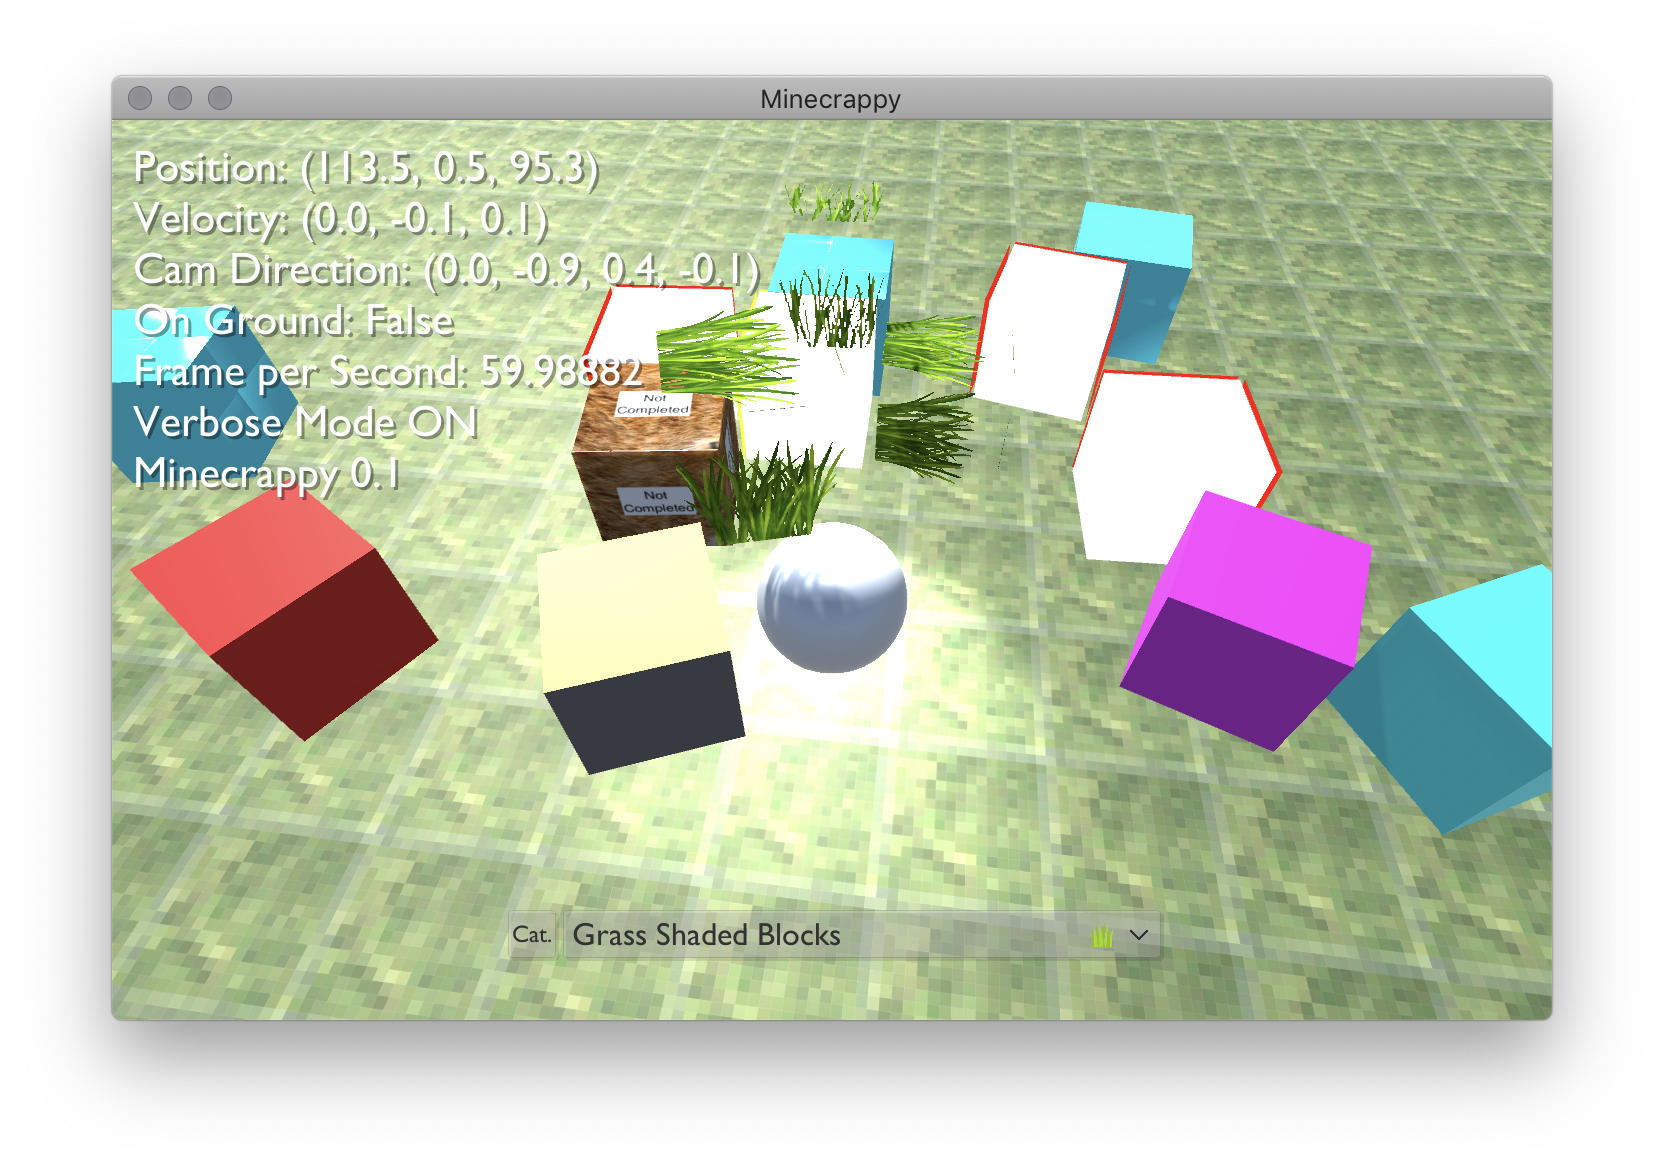 Minecrappy
Position: (113.5, 0.5, 95.3)
Velocity: (0.0, -0.1, 0.1)
Cam Direction: (0.0, -0.9, 0.4, -0.1)
On Ground: False
Frame per Second: 59.98882
Verbose Mode ON
Minecrappy 0.1
Not
Completed
Not
Completed
Cat.
Grass Shaded Blocks